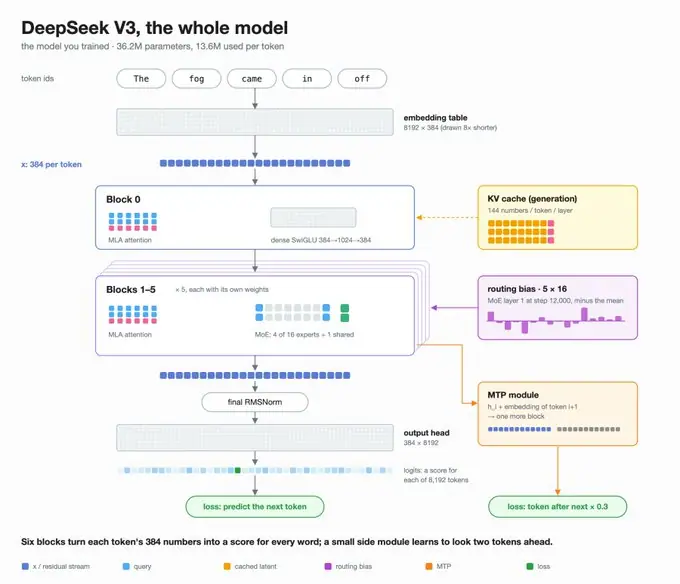 DeepSeek V3, the whole model
the model you trained · 36.2M parameters, 13.6M used per token
token ids
The fog came in off
embedding table
8192 × 384 (drawn 8× shorter)
x: 384 per token
Block 0
MLA attention
dense SwiGLU 384→1024→384
KV cache (generation)
144 numbers / token / layer
Blocks 1–5 × 5, each with its own weights
MLA attention
MoE: 4 of 16 experts + 1 shared
routing bias · 5 × 16
MoE layer 1 at step 12,000, minus the mean
final RMSNorm
MTP module
h_i + embedding of token i+1
→ one more block
output head
384 × 8192
logits: a score for
each of 8,192 tokens
loss: predict the next token
loss: token after next × 0.3
Six blocks turn each token's 384 numbers into a score for every word; a small side module learns to look two tokens ahead.
x / residual stream
query
cached latent
routing bias
MTP
loss